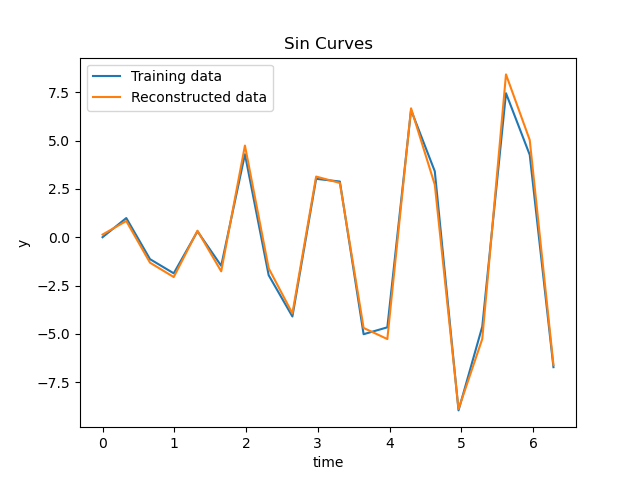 Sin Curves
Training data
Reconstructed data
7.5
5.0
2.5
0.0
−2.5
−5.0
−7.5
y
0 1 2 3 4 5 6
time